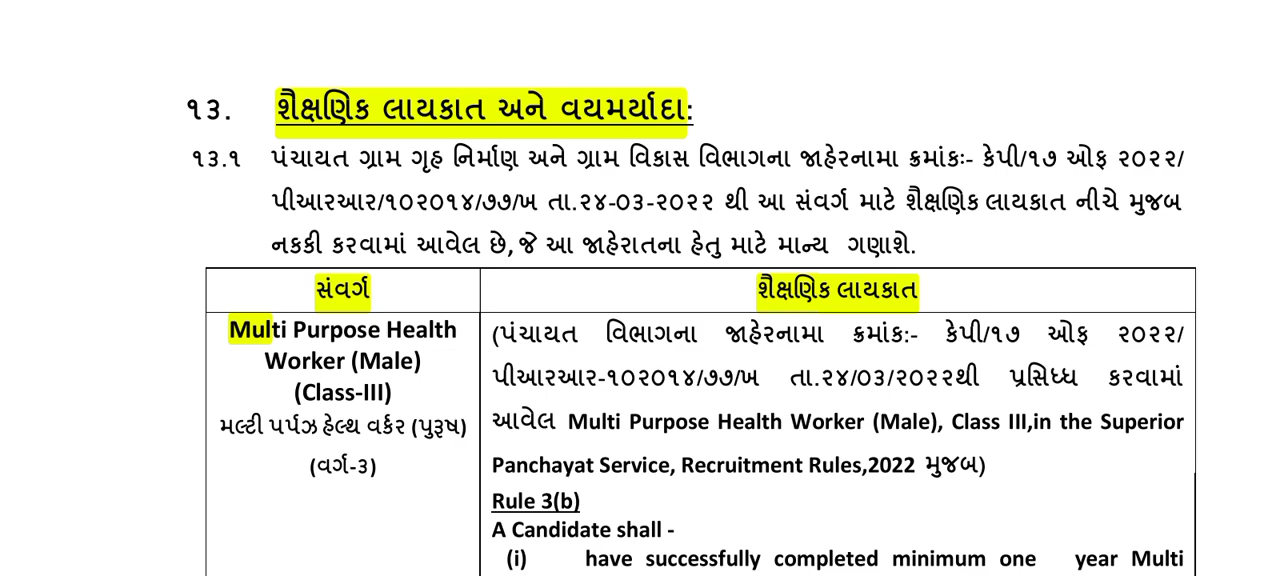 ૧૩. શૈક્ષણિક લાયકાત અને વયમર્યાદા:
૧૩.૧ પંચાયત ગ્રામ ગૃહ નિર્માણ અને ગ્રામ વિકાસ વિભાગના જાહેરનામા ક્રમાંકઃ- કેપી/૧૭ ઓફ ૨૦૨૨/
પીઆરઆર/૧૦૨૦૧૪/૭૭/ખ તા.૨૪-૦૩-૨૦૨૨ થી આ સંવર્ગ માટે શૈક્ષણિક લાયકાત નીચે મુજબ
નકકી કરવામાં આવેલ છે, જે આ જાહેરાતના હેતુ માટે માન્ય ગણાશે.
સંવર્ગ
શૈક્ષણિક લાયકાત
Multi Purpose Health
Worker (Male)
(Class-III)
મલ્ટી પર્પઝ હેલ્થ વર્કર (પુરૂષ)
(વર્ગ-૩)
(પંચાયત વિભાગના જાહેરનામા ક્રમાંક:- કેપી/૧૭ ઓફ ૨૦૨૨/
પીઆરઆર-૧૦૨૦૧૪/૭૭/ખ તા.૨૪/૦૩/૨૦૨૨થી પ્રસિધ્ધ કરવામાં
આવેલ Multi Purpose Health Worker (Male), Class III,in the Superior
Panchayat Service, Recruitment Rules,2022 મુજબ)
Rule 3(b)
A Candidate shall -
(i) have successfully completed minimum one year Multi